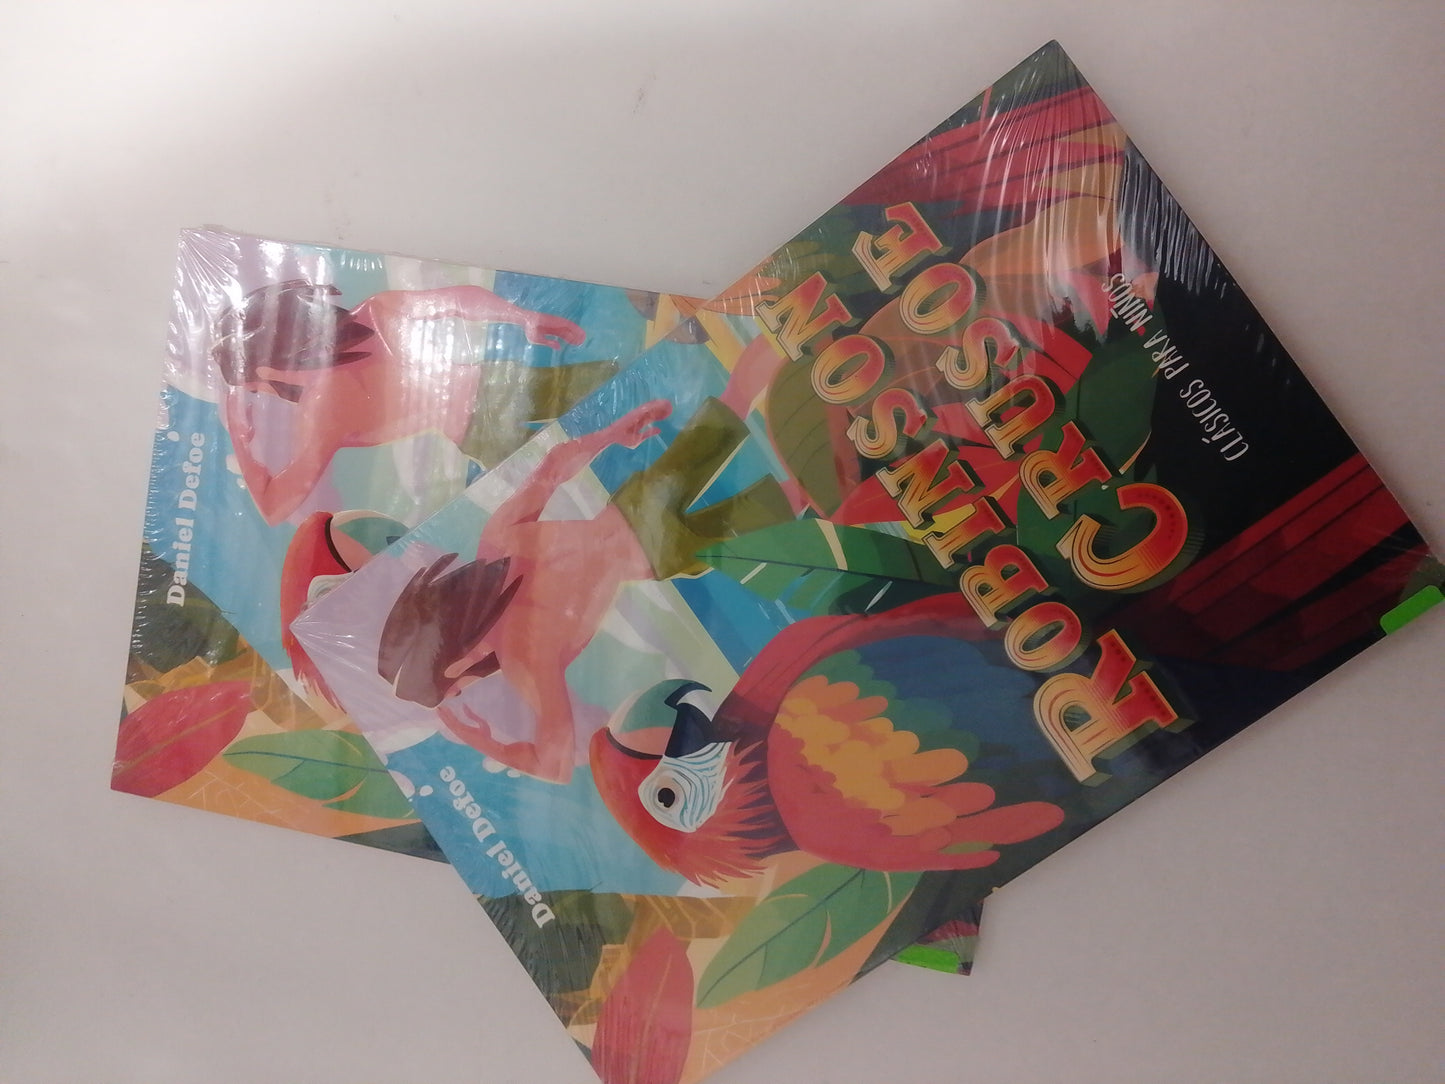 Daniel Defoe
Daniel Defoe
ROBINSON
CRUSOE
CLÁSICOS PARA NIÑOS